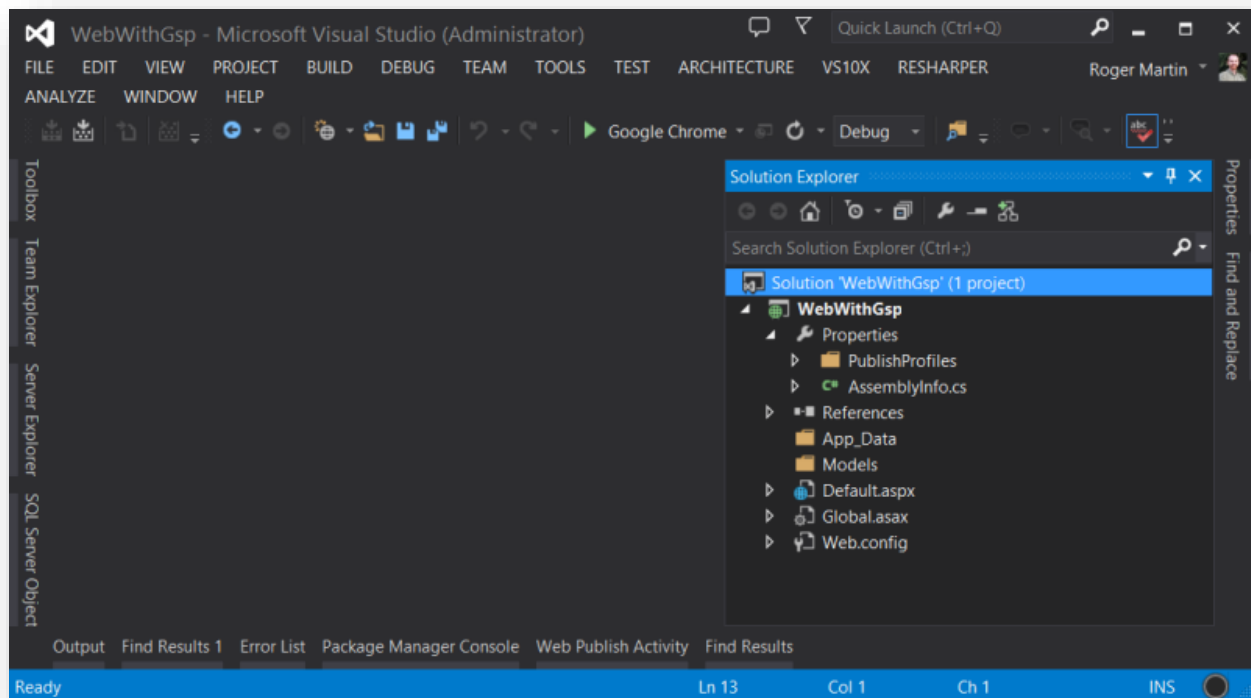 WebWithGsp - Microsoft Visual Studio (Administrator)
Quick Launch (Ctrl+Q)
FILE EDIT VIEW PROJECT BUILD DEBUG TEAM TOOLS TEST ARCHITECTURE VS10X RESHARPER
Roger Martin
ANALYZE WINDOW HELP
Google Chrome
Debug
abc
Toolbox
Team Explorer
Server Explorer
SQL Server Object
Solution Explorer
Search Solution Explorer (Ctrl+;)
Solution 'WebWithGsp' (1 project)
WebWithGsp
Properties
PublishProfiles
C# AssemblyInfo.cs
References
App_Data
Models
Default.aspx
Global.asax
Web.config
Properties
Find and Replace
Output Find Results 1 Error List Package Manager Console Web Publish Activity Find Results
Ready Ln 13 Col 1 Ch 1 INS